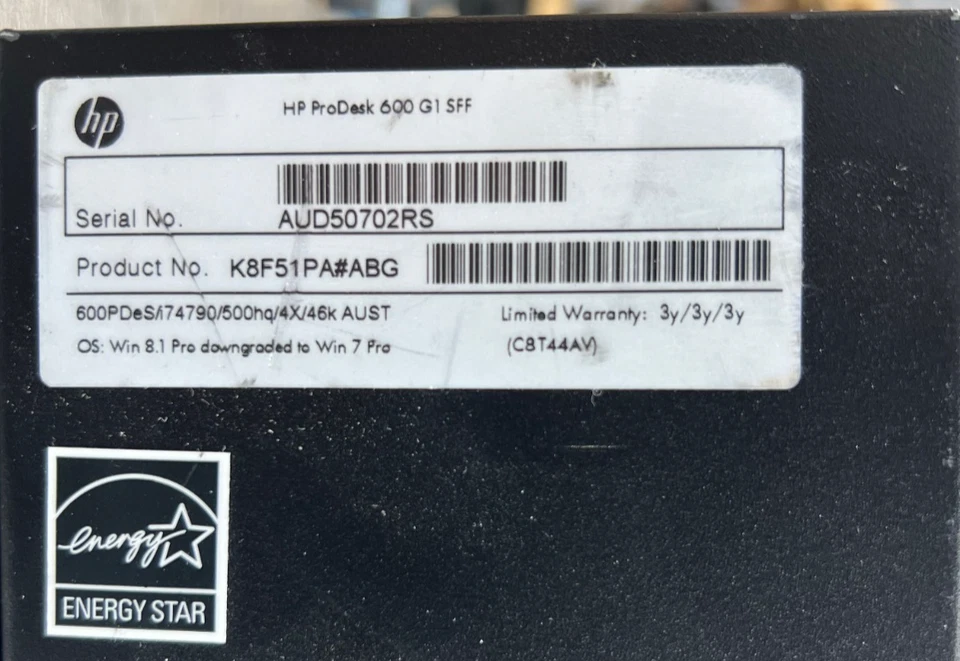 hp
HP ProDesk 600 G1 SFF
Serial No. AUD50702RS
Product No. K8F51PA#ABG
600PDeS/i74790/500hq/4X/46k AUST
Limited Warranty: 3y/3y/3y
OS: Win 8.1 Pro downgraded to Win 7 Pro
(C8T44AV)
energy
ENERGY STAR